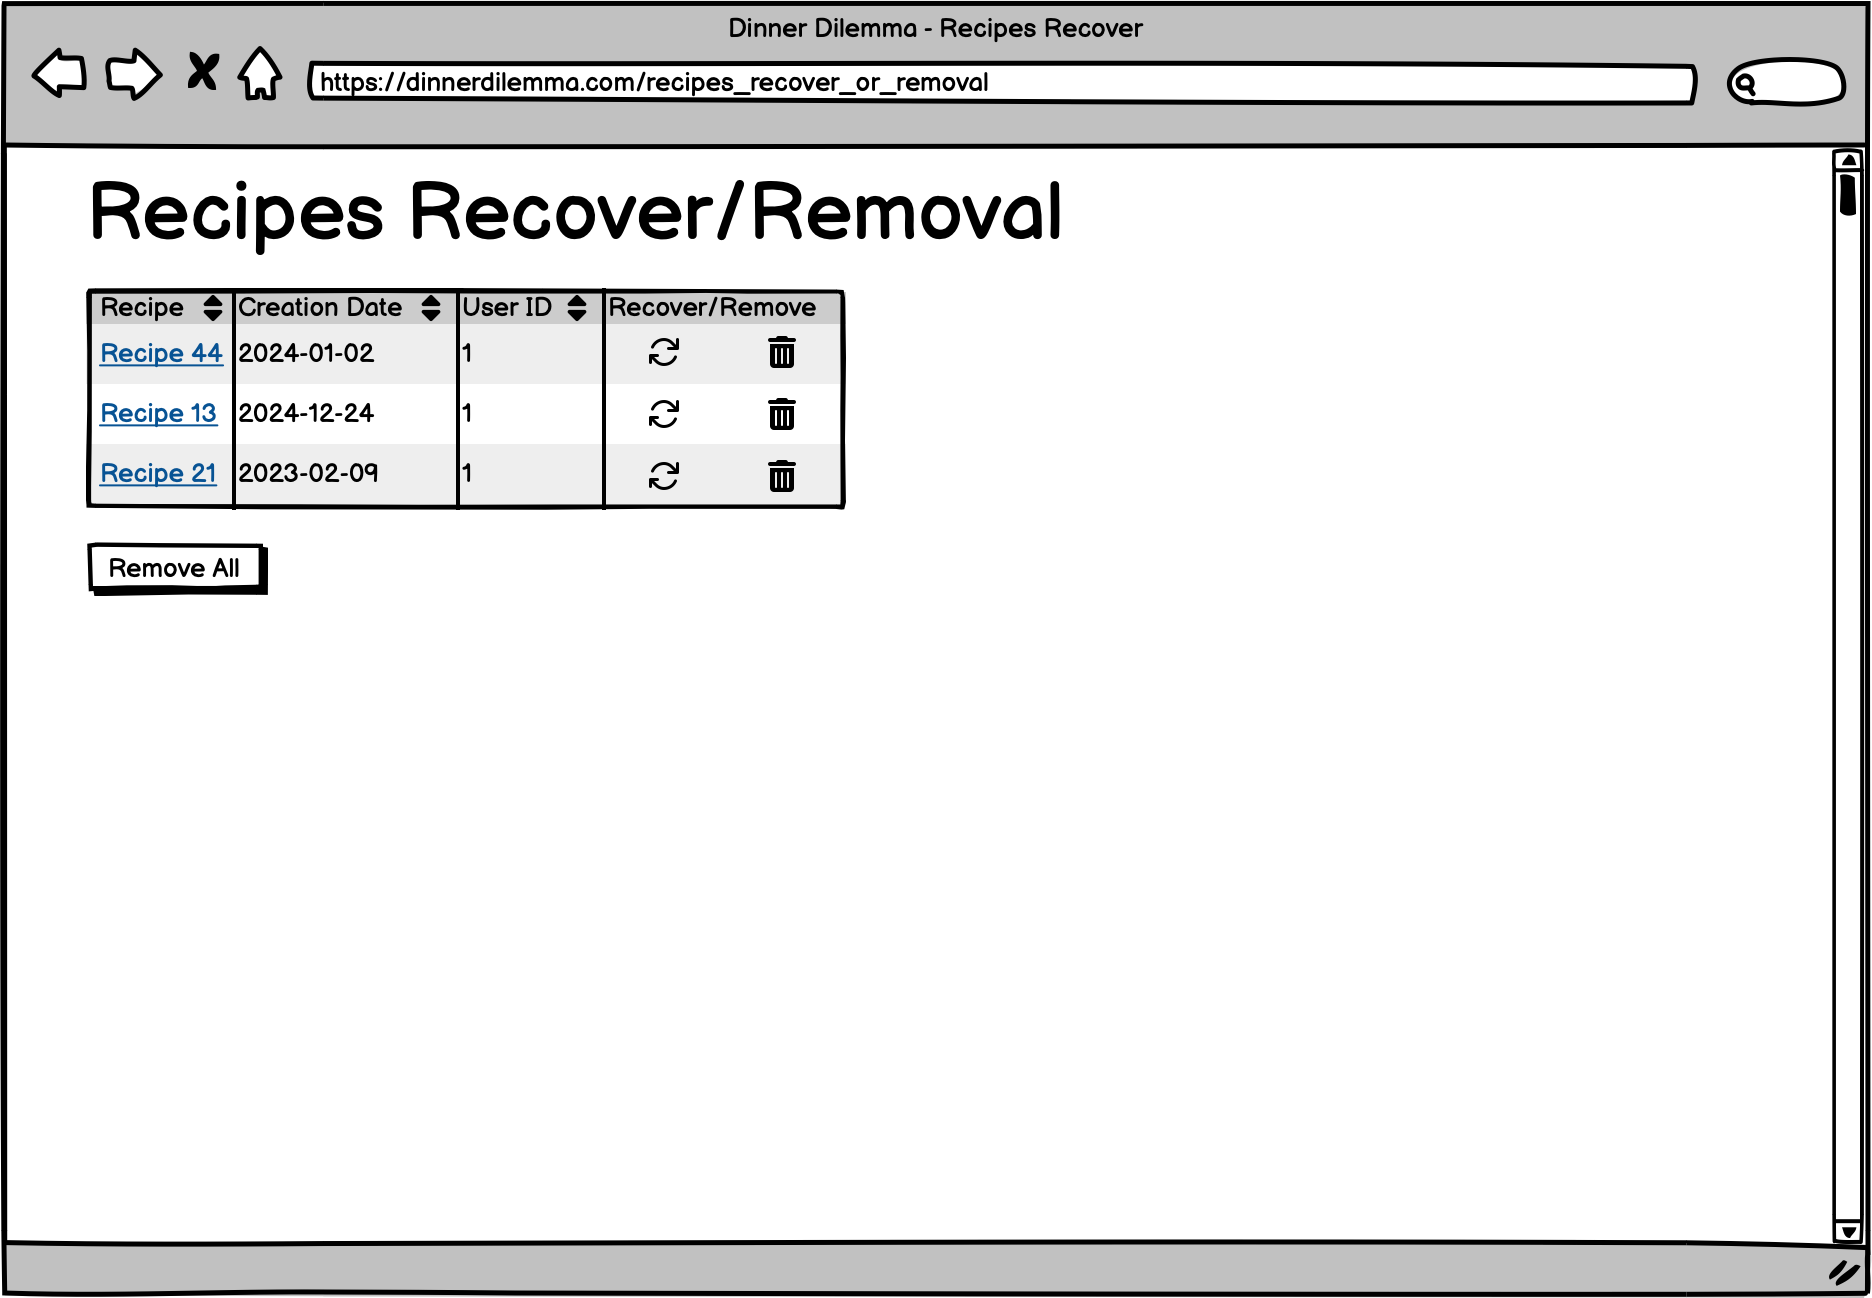 Dinner Dilemma - Recipes Recover
https://dinnerdilemma.com/recipes_recover_or_removal
Recipes Recover/Removal
Recipe Creation Date User ID Recover/Remove
Recipe 44 2024-01-02 1
Recipe 13 2024-12-24 1
Recipe 21 2023-02-09 1
Remove All